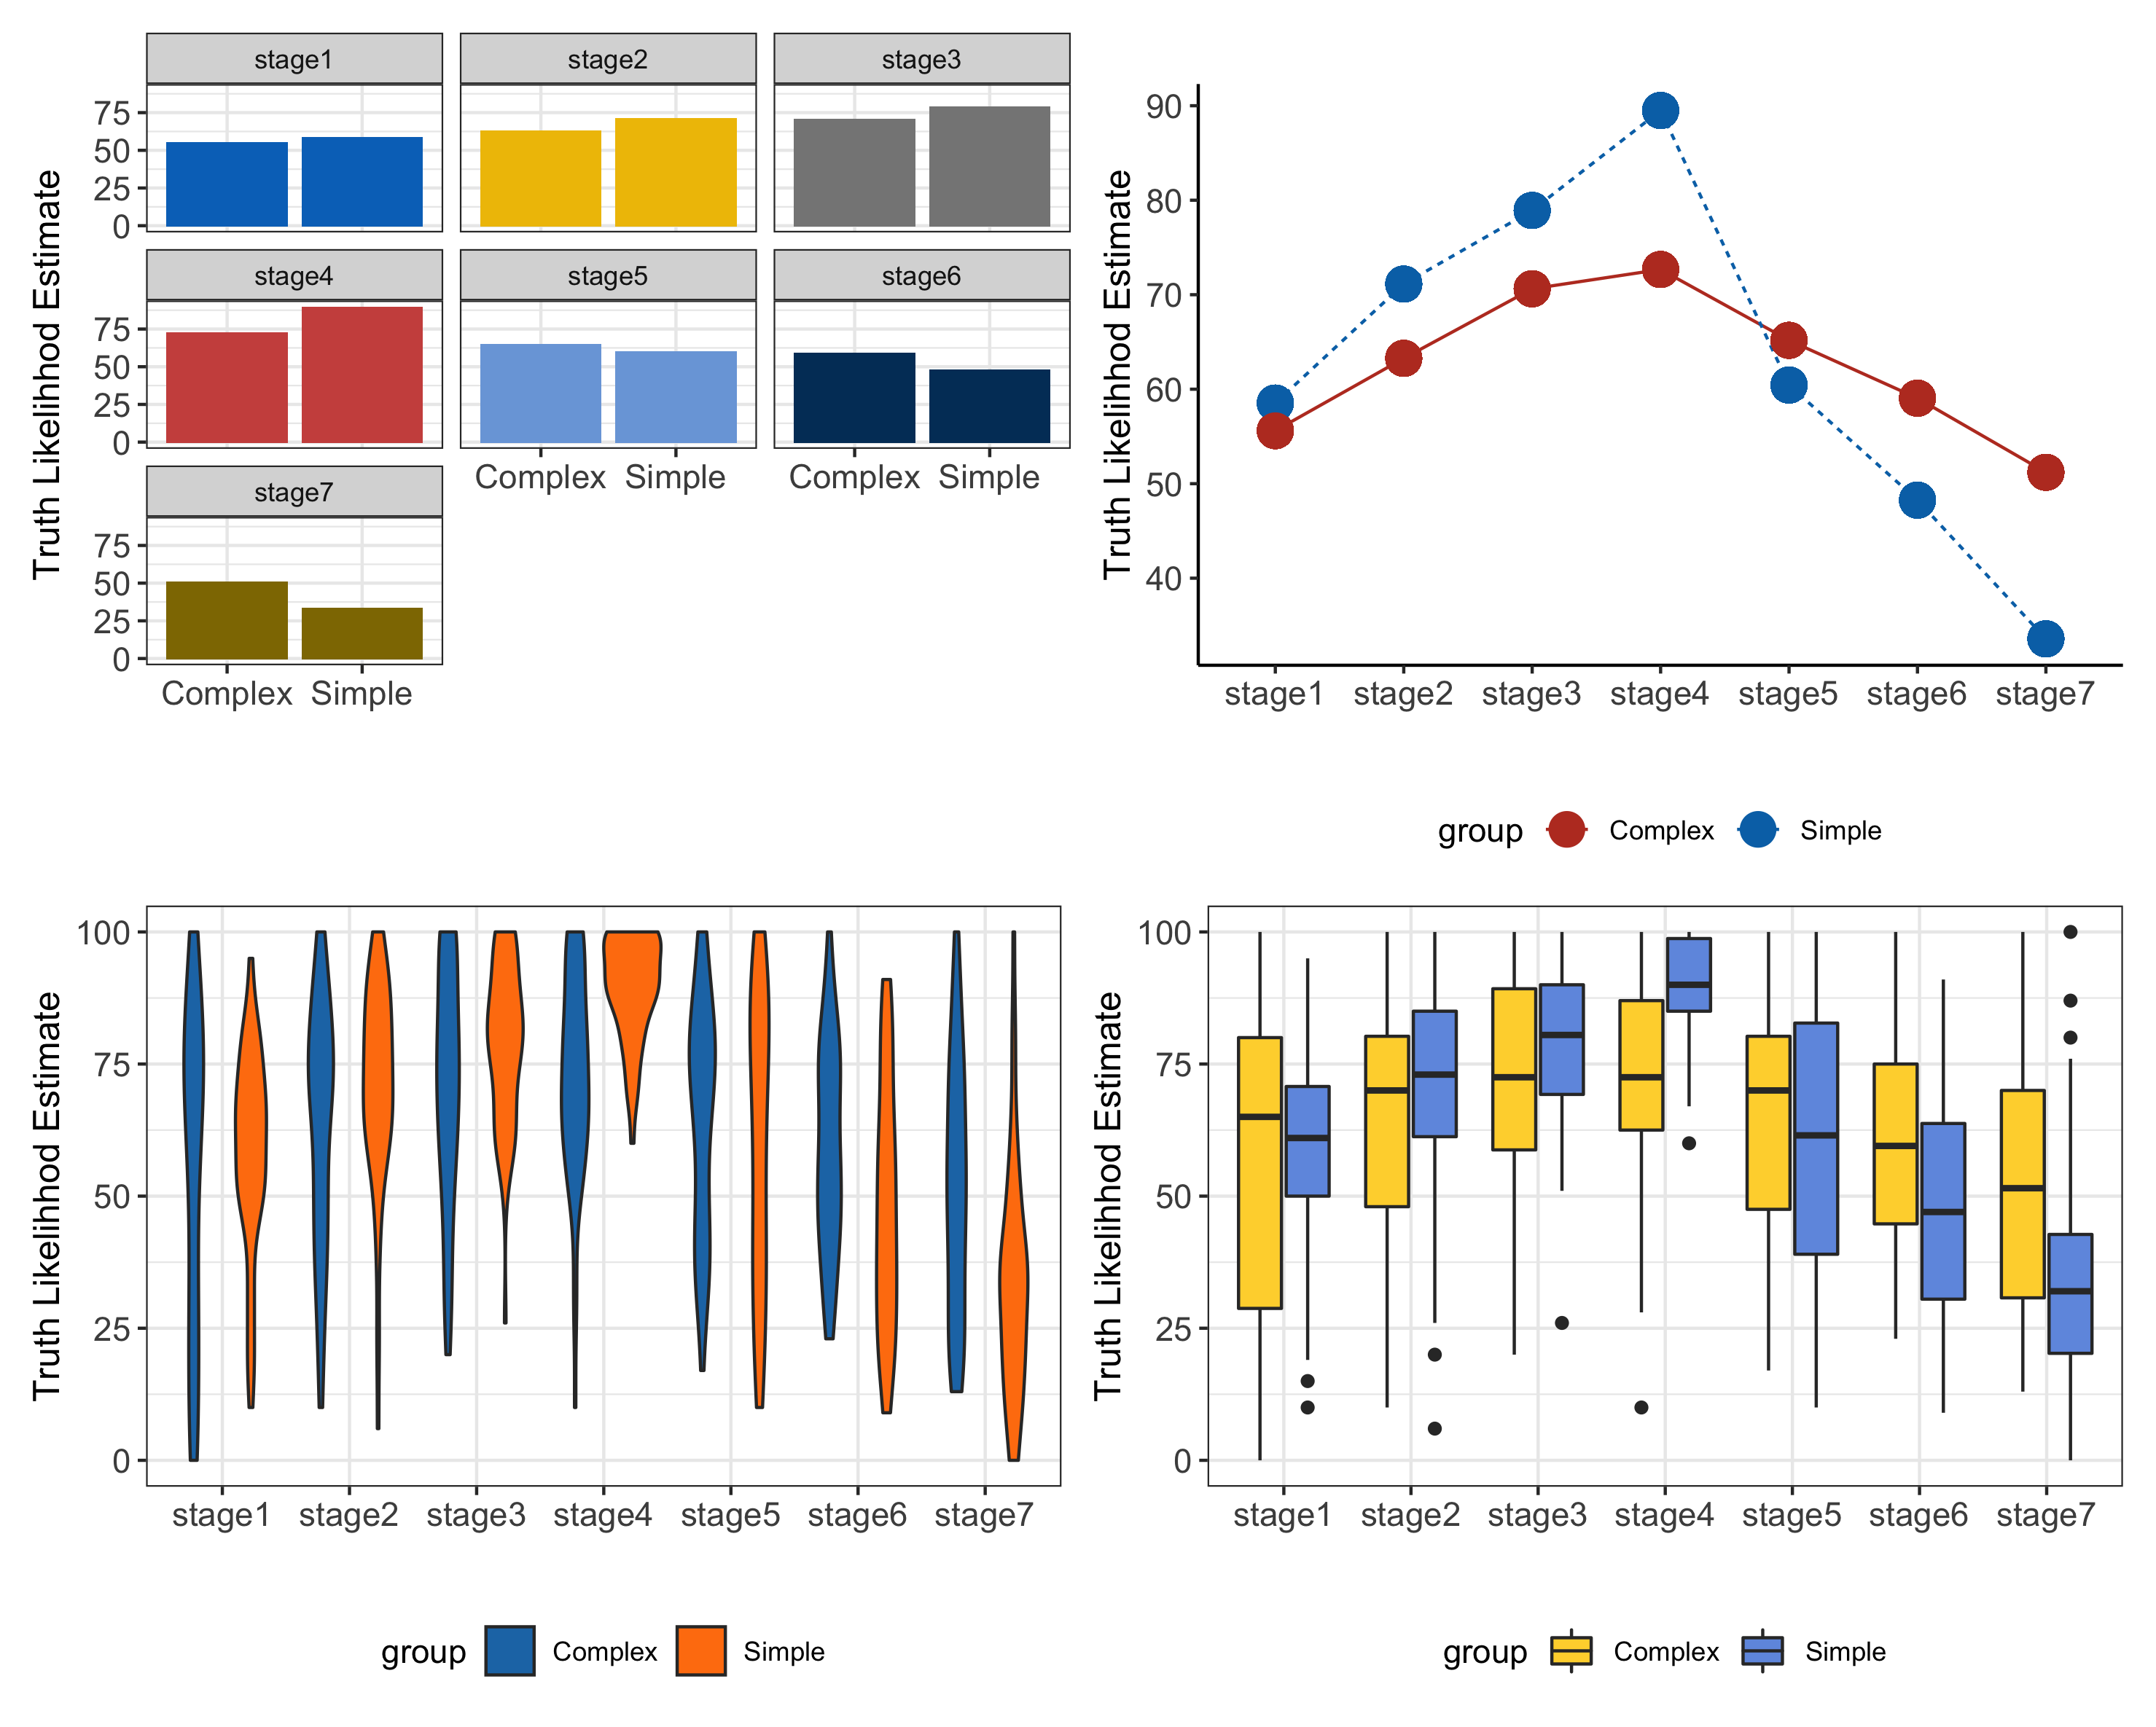 Truth Likelihhod Estimate
stage1
stage2
stage3
75
50
25
0
stage4
stage5
stage6
75
50
25
0
Complex Simple
Complex Simple
stage7
75
50
25
0
Complex Simple
Truth Likelihhod Estimate
90
80
70
60
50
40
stage1 stage2 stage3 stage4 stage5 stage6 stage7
group Complex Simple
Truth Likelihhod Estimate
100
75
50
25
0
stage1 stage2 stage3 stage4 stage5 stage6 stage7
group Complex Simple
Truth Likelihhod Estimate
100
75
50
25
0
stage1 stage2 stage3 stage4 stage5 stage6 stage7
group Complex Simple